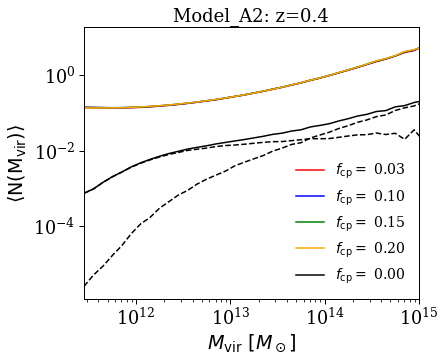 Model_A2: z=0.4
⟨N(M_vir)⟩
10^0
10^-2
10^-4
f_cp = 0.03
f_cp = 0.10
f_cp = 0.15
f_cp = 0.20
f_cp = 0.00
10^12 10^13 10^14 10^15
M_vir [M_⊙]